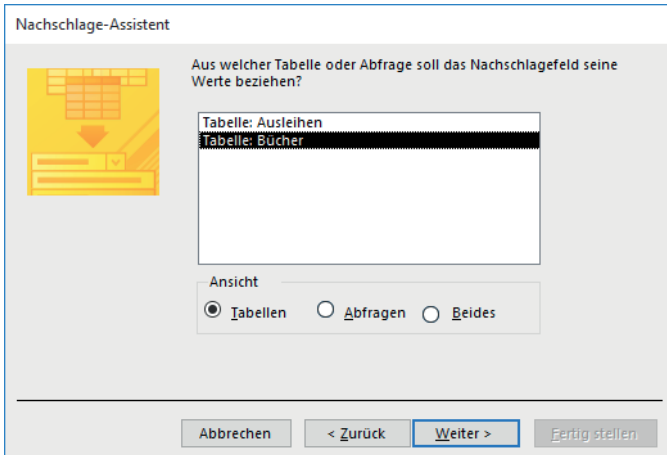 Nachschlage-Assistent
Aus welcher Tabelle oder Abfrage soll das Nachschlagefeld seine
Werte beziehen?
Tabelle: Ausleihen
Tabelle: Bücher
Ansicht
Tabellen Abfragen Beides
Abbrechen < Zurück Weiter > Fertig stellen